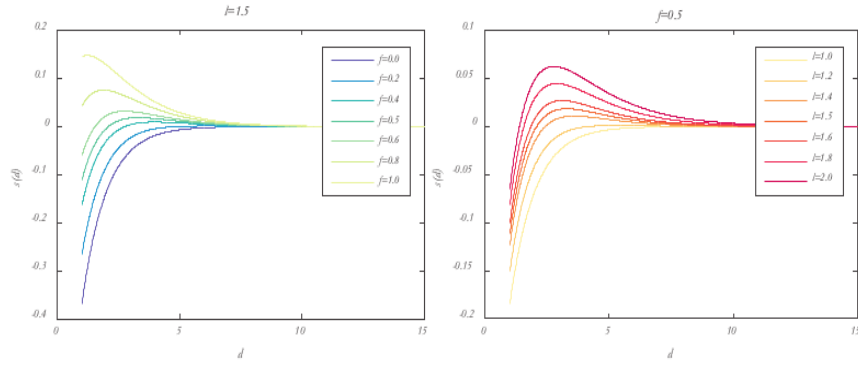 l=1.5
0.2
0.1
0
-0.1
-0.2
-0.3
-0.4
s(d)
0
5
10
15
d
f=0.0
f=0.2
f=0.4
f=0.5
f=0.6
f=0.8
f=1.0
f=0.5
0.1
0.05
0
-0.05
-0.1
-0.15
-0.2
s(d)
0
5
10
15
d
l=1.0
l=1.2
l=1.4
l=1.5
l=1.6
l=1.8
l=2.0